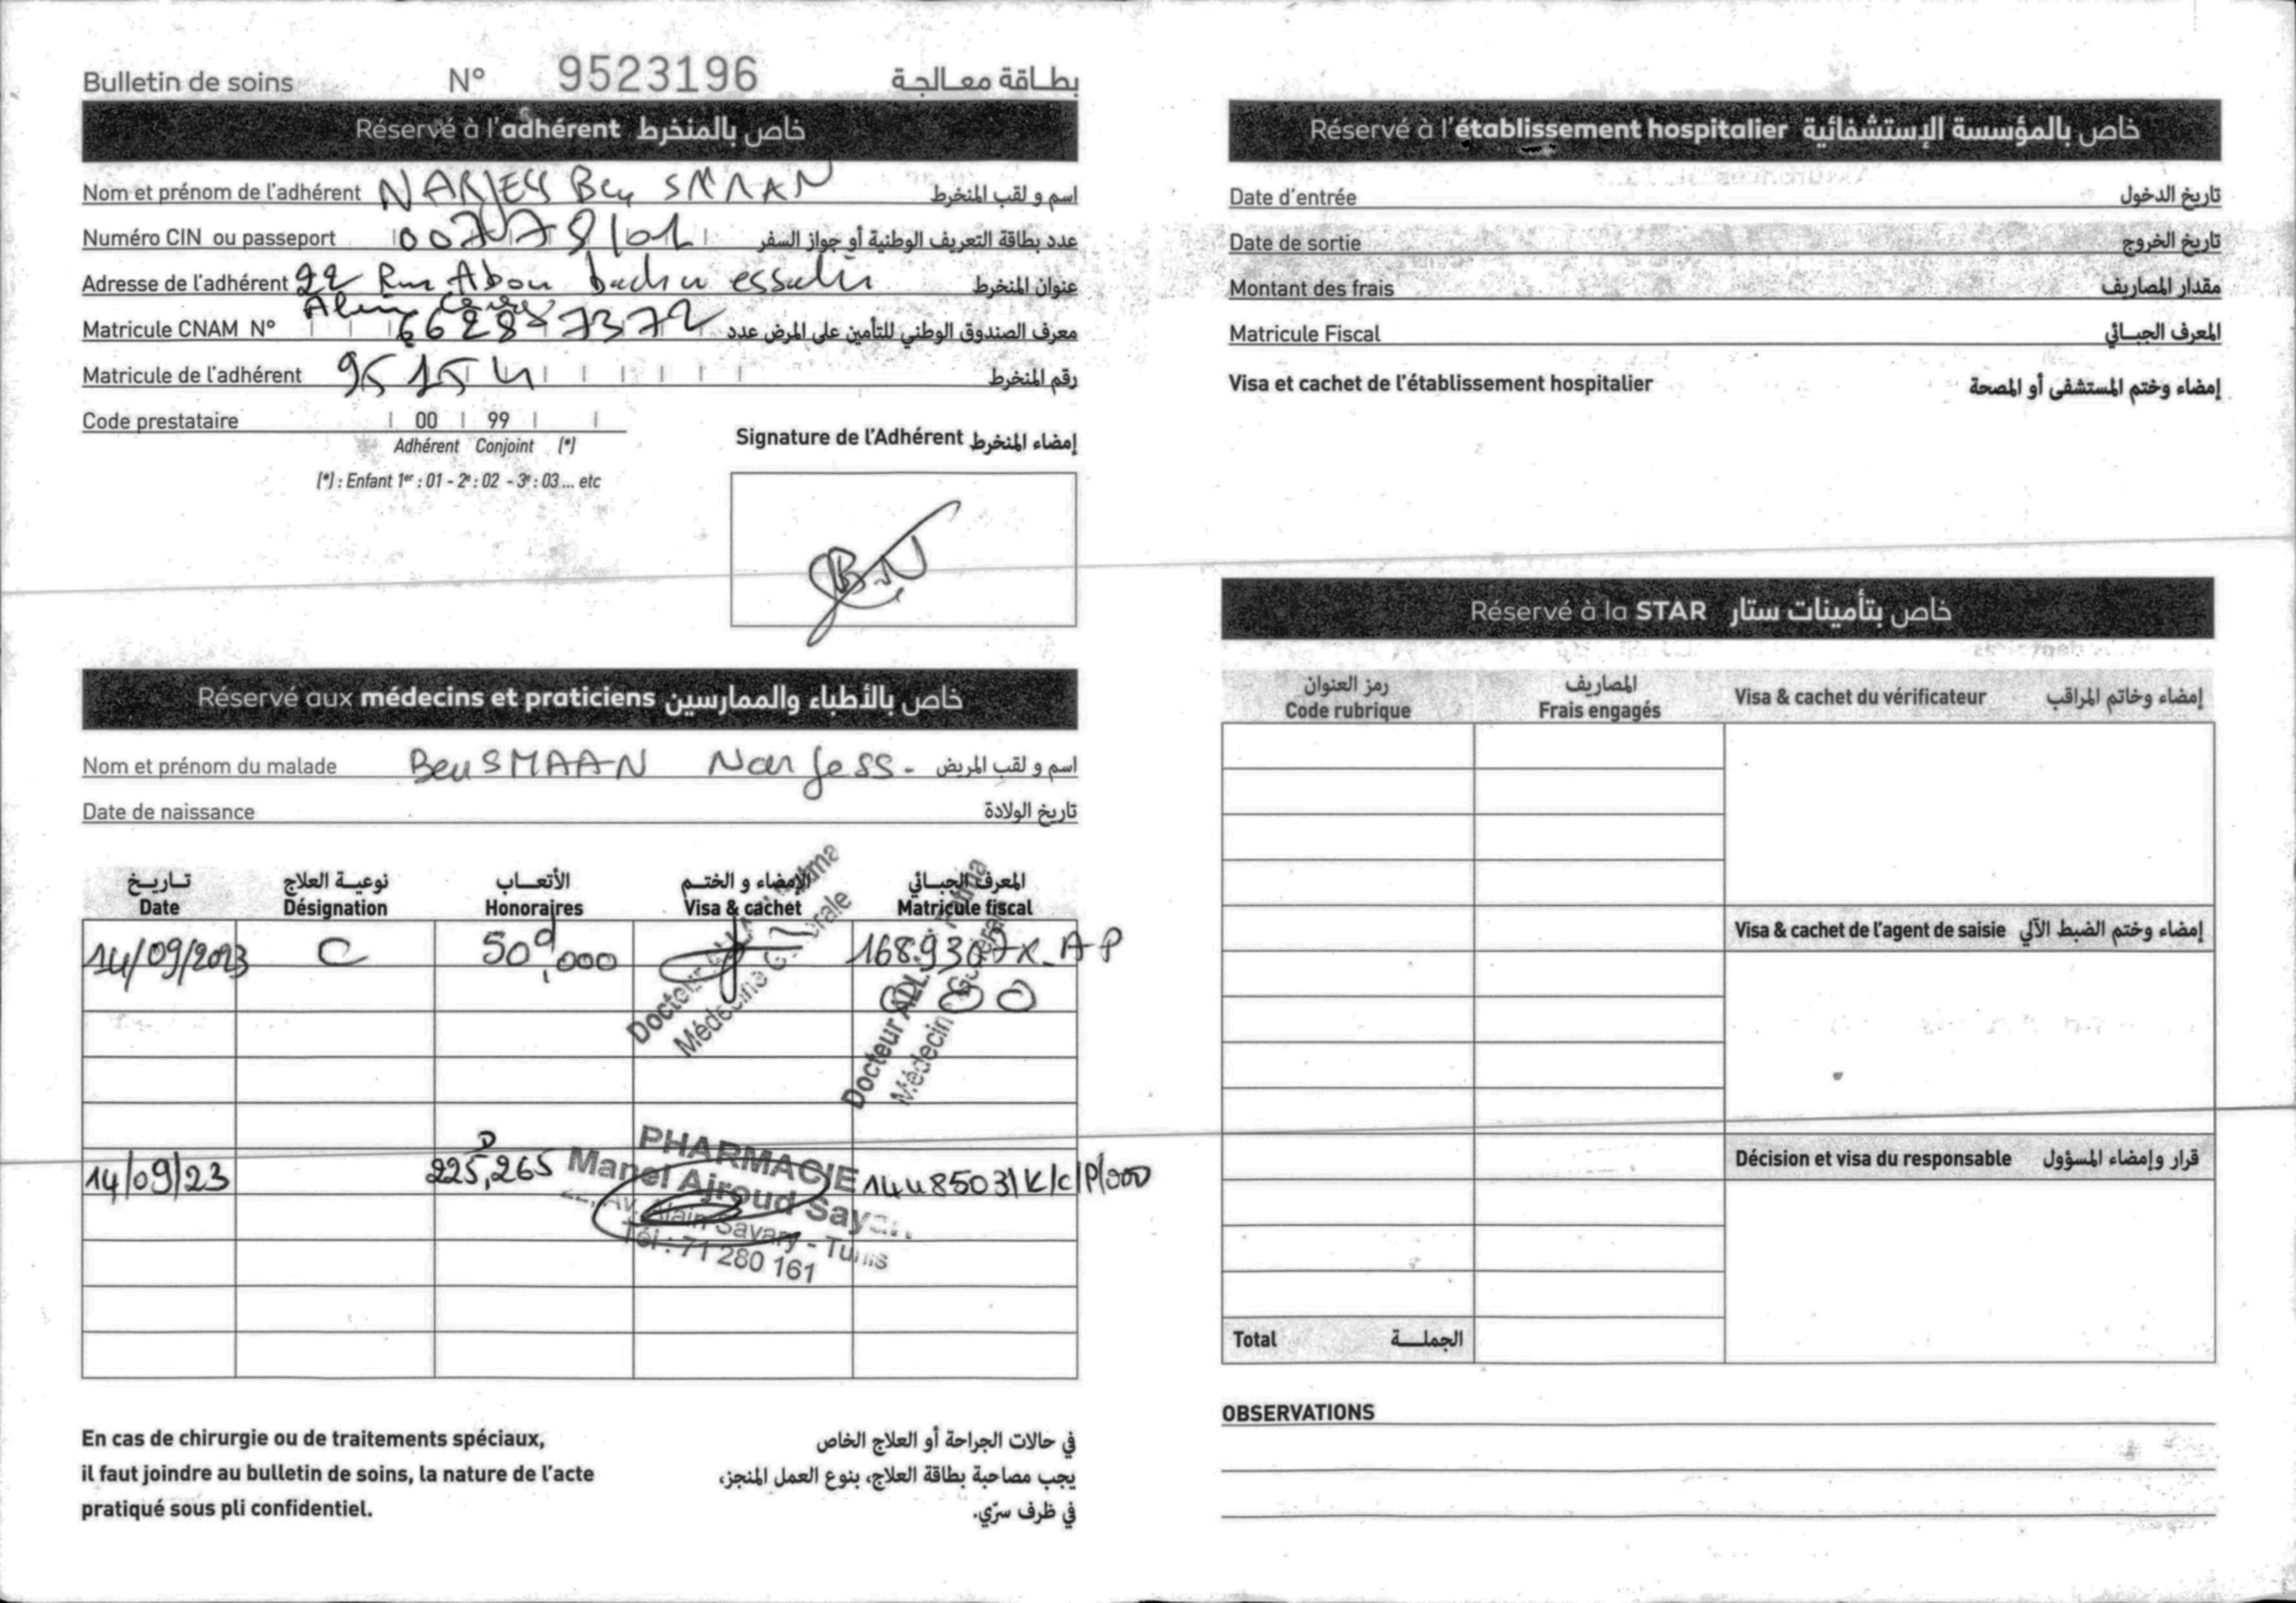 Bulletin de soins N° 9523196 بطاقة معالجة
Réservé à l'adhérent خاص بالمنخرط
Nom et prénom de l'adhérent NARJESS Ben SMAAN اسم و لقب المنخرط
Numéro CIN ou passeport عدد بطاقة التعريف الوطنية أو جواز السفر
Adresse de l'adhérent 22 Rue Abou عنوان المنخرط
Matricule CNAM N° 66287372 معرف الصندوق الوطني للتأمين على المرض عدد
Matricule de l'adhérent 95154 رقم المنخرط
Code prestataire 00 99
Adhérent Conjoint (*)
(*) : Enfant 1er : 01 - 2e : 02 - 3e : 03 ... etc
Signature de l'Adhérent إمضاء المنخرط
Réservé aux médecins et praticiens خاص بالأطباء والممارسين
Nom et prénom du malade Ben SMAAN Narjess - اسم و لقب المريض
Date de naissance تاريخ الولادة
تاريخ نوعية العلاج الأتعاب الإمضاء و الختم المعرف الجبائي
Date Désignation Honoraires Visa & cachet Matricule fiscal
14/09/2023 C 50d,000
000
Docteur
Médecine
Docteur
14/09/23 225D,265 1448503/K/C/P/000
PHARMACIE
Manel Ajroud
22, Av. Alain Savary - Tunis
Tél : 71 280 161
En cas de chirurgie ou de traitements spéciaux,
il faut joindre au bulletin de soins, la nature de l'acte
pratiqué sous pli confidentiel.
في حالات الجراحة أو العلاج الخاص
يجب مصاحبة بطاقة العلاج، بنوع العمل المنجز،
في ظرف سرّي.
Réservé à l'établissement hospitalier خاص بالمؤسسة الإستشفائية
Date d'entrée تاريخ الدخول
Date de sortie تاريخ الخروج
Montant des frais مقدار المصاريف
Matricule Fiscal المعرف الجبائي
Visa et cachet de l'établissement hospitalier إمضاء وختم المستشفى أو المصحة
Réservé à la STAR خاص بتأمينات ستار
رمز العنوان المصاريف
Code rubrique Frais engagés Visa & cachet du vérificateur إمضاء وخاتم المراقب
Visa & cachet de l'agent de saisie إمضاء وختم الضبط الآلي
Décision et visa du responsable قرار وإمضاء المسؤول
Total الجملة
OBSERVATIONS